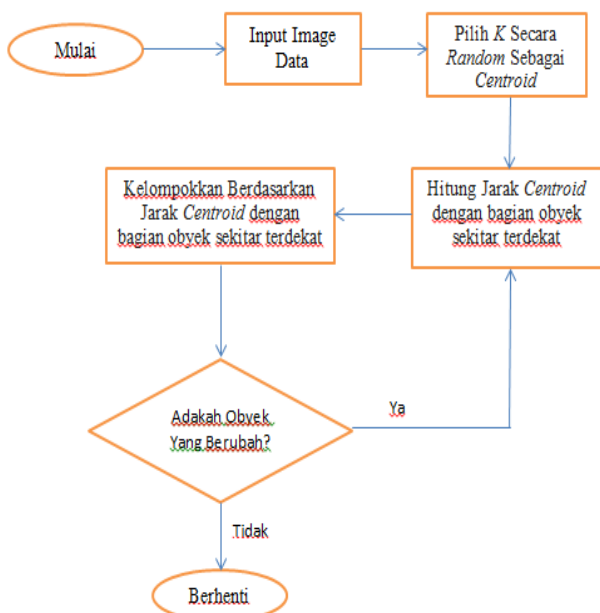 Mulai
Input Image
Data
Pilih K Secara
Random Sebagai
Centroid
Hitung Jarak Centroid
dengan bagian obyek
sekitar terdekat
Kelompokkan Berdasarkan
Jarak Centroid dengan
bagian obyek sekitar terdekat
Adakah Obyek
Yang Berubah?
Ya
Tidak
Berhenti